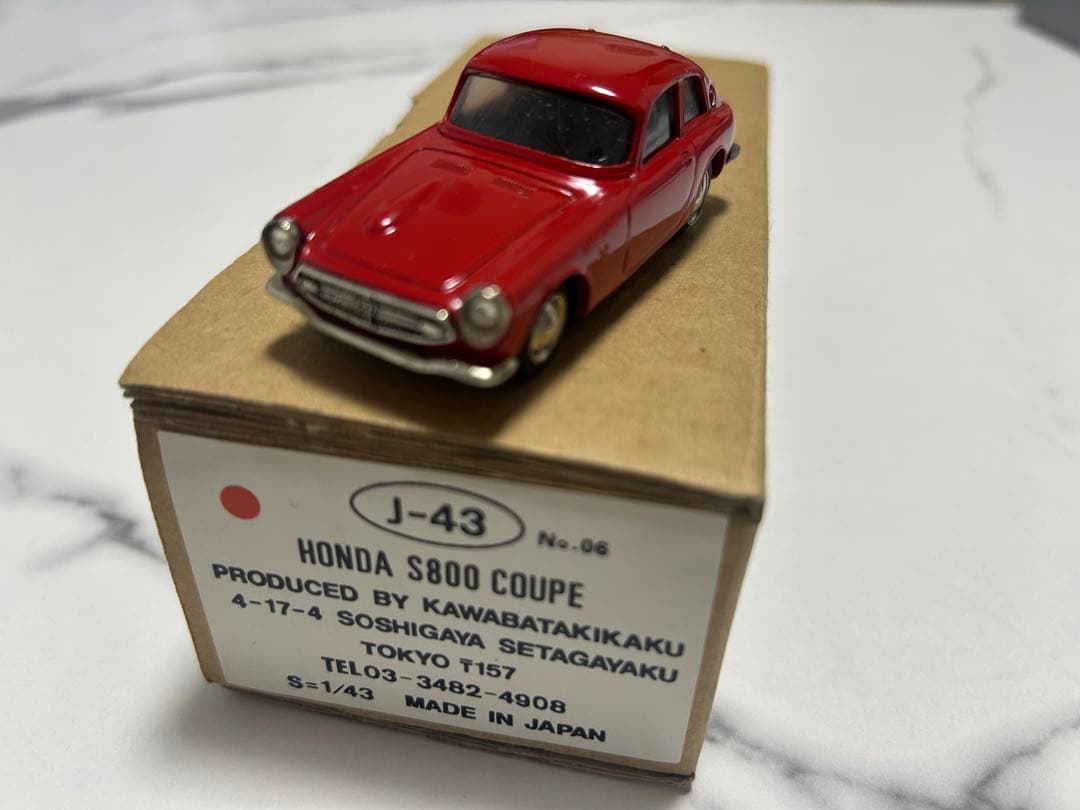 J-43 No.06
HONDA S800 COUPE
PRODUCED BY KAWABATAKIKAKU
4-17-4 SOSHIGAYA SETAGAYAKU
TOKYO 〒157
TEL03-3482-4908
S=1/43 MADE IN JAPAN